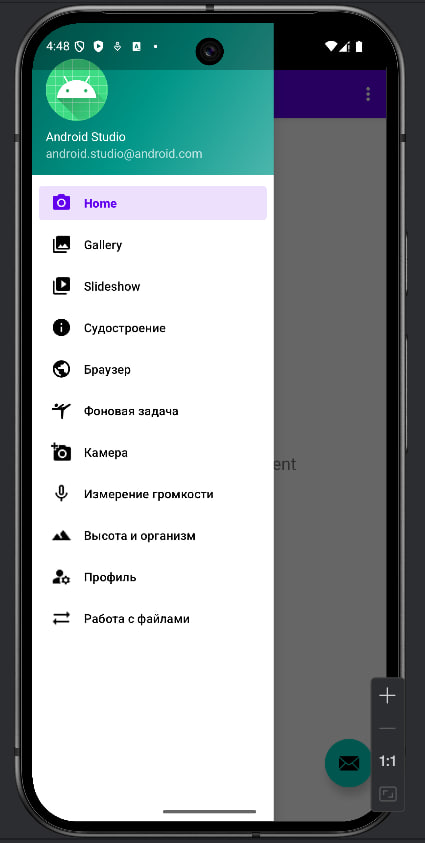 4:48
Android Studio
android.studio@android.com
Home
Gallery
Slideshow
Судостроение
Браузер
Фоновая задача
Камера
ent
Измерение громкости
Высота и организм
Профиль
Работа с файлами
1:1